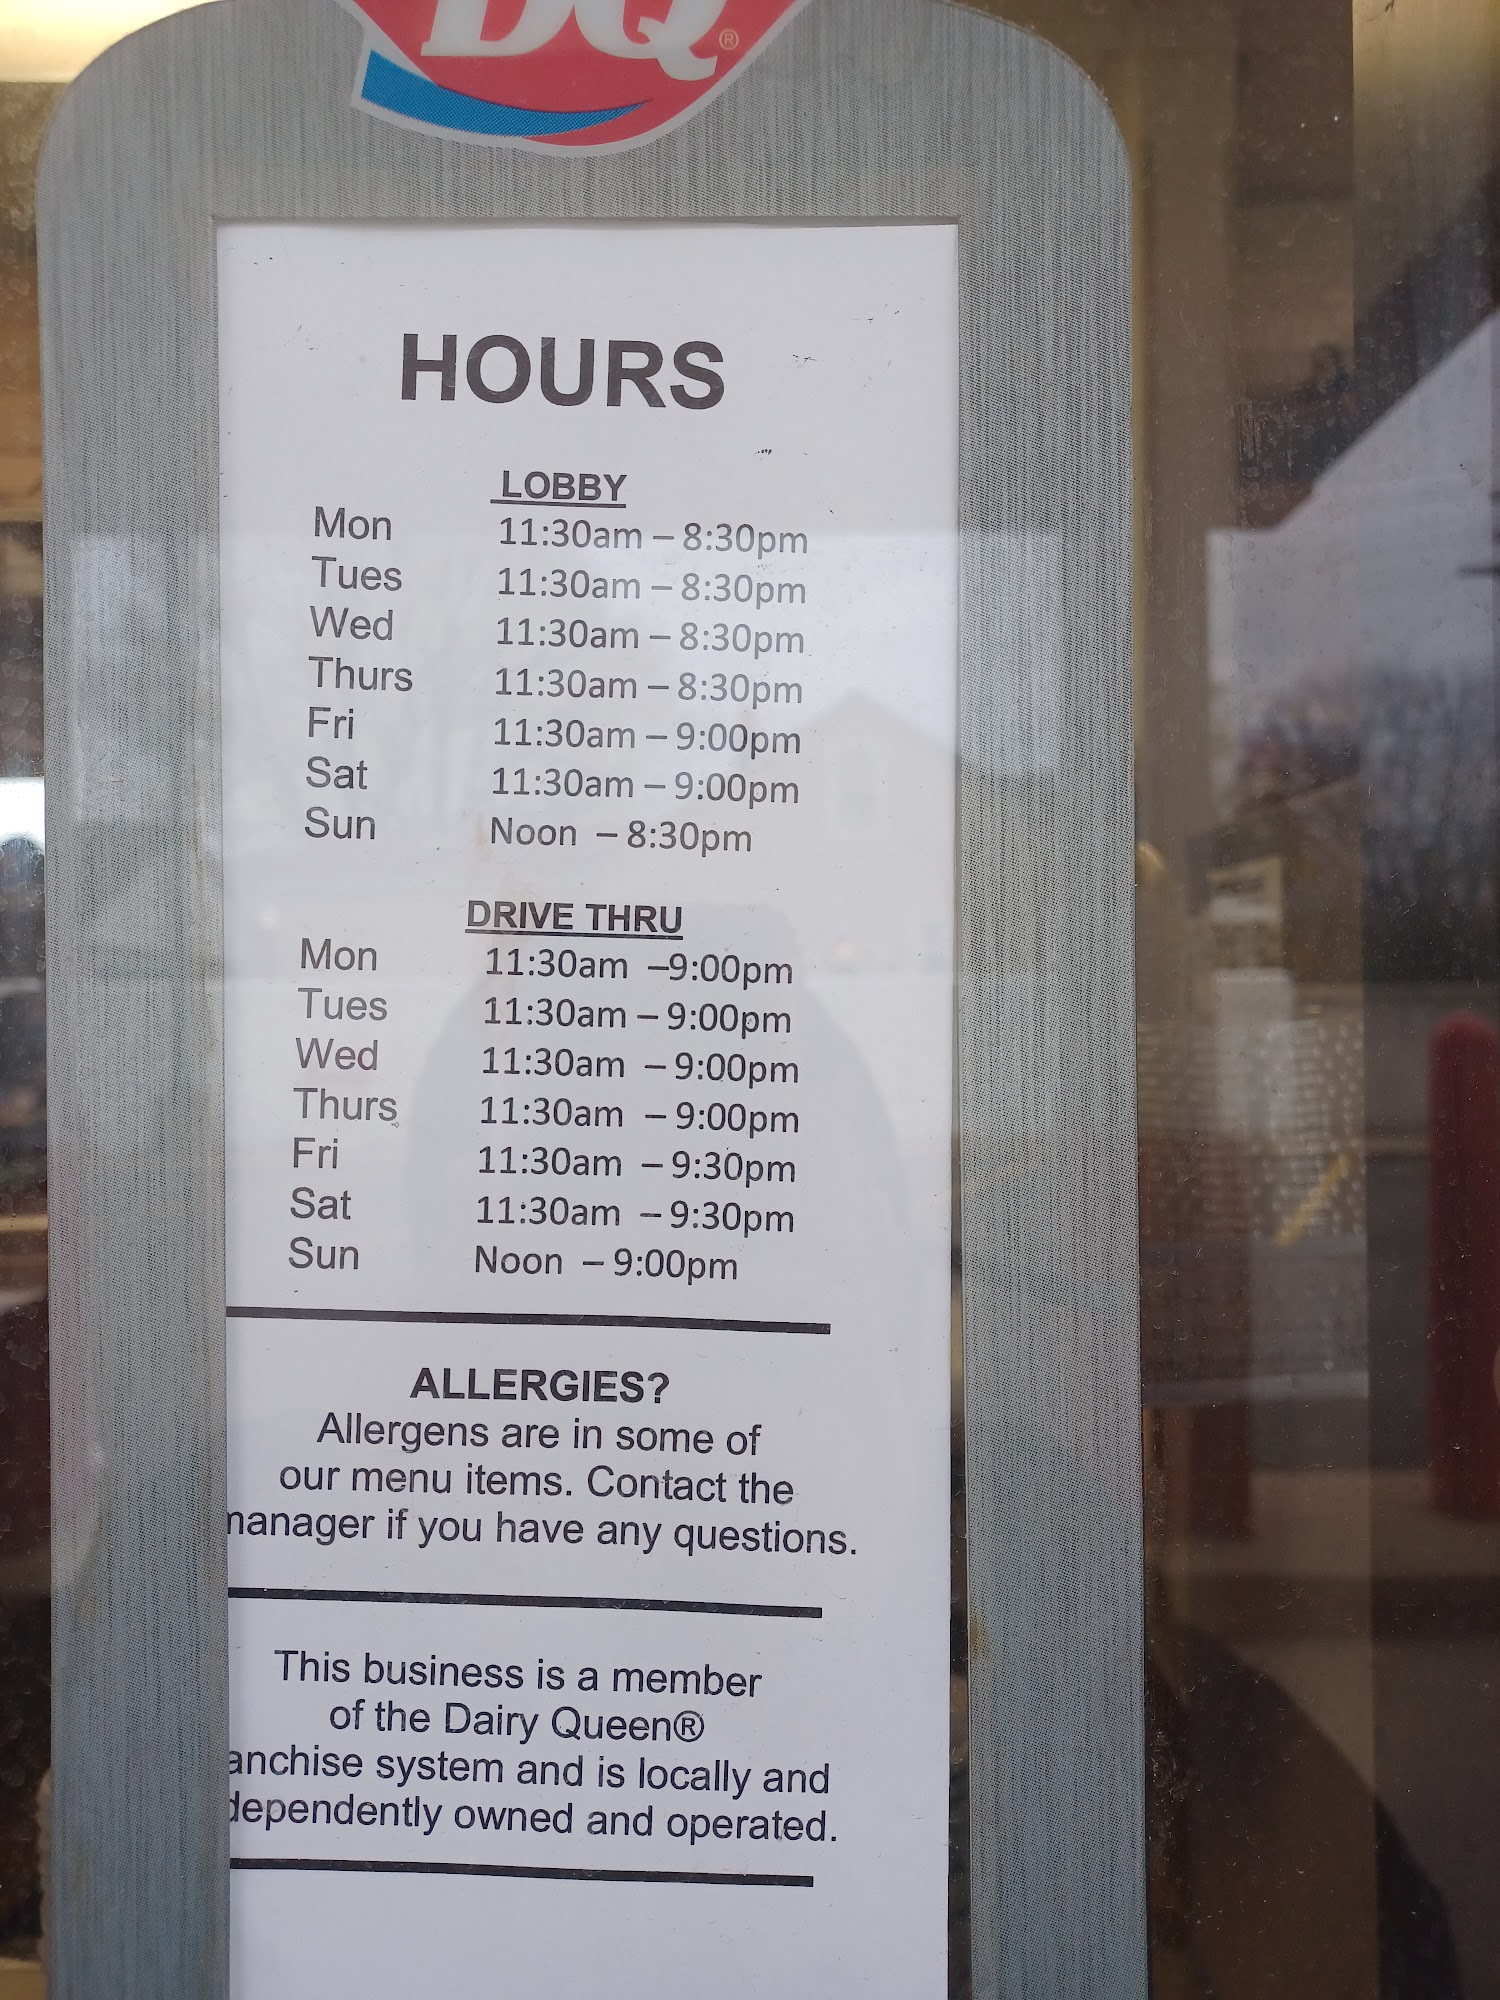 DQ®
HOURS
LOBBY
Mon 11:30am – 8:30pm
Tues 11:30am – 8:30pm
Wed 11:30am – 8:30pm
Thurs 11:30am – 8:30pm
Fri 11:30am – 9:00pm
Sat 11:30am – 9:00pm
Sun Noon – 8:30pm
DRIVE THRU
Mon 11:30am –9:00pm
Tues 11:30am – 9:00pm
Wed 11:30am – 9:00pm
Thurs 11:30am – 9:00pm
Fri 11:30am – 9:30pm
Sat 11:30am – 9:30pm
Sun Noon – 9:00pm
ALLERGIES?
Allergens are in some of
our menu items. Contact the
manager if you have any questions.
This business is a member
of the Dairy Queen®
anchise system and is locally and
dependently owned and operated.